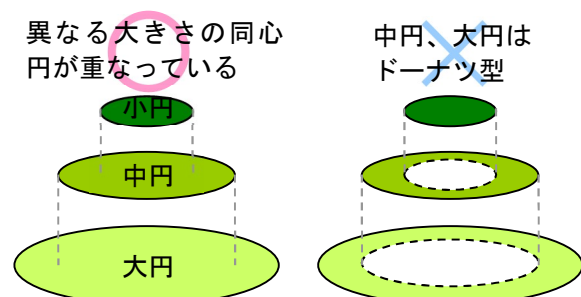 異なる大きさの同心
円が重なっている
小円
中円
大円
中円、大円は
ドーナツ型